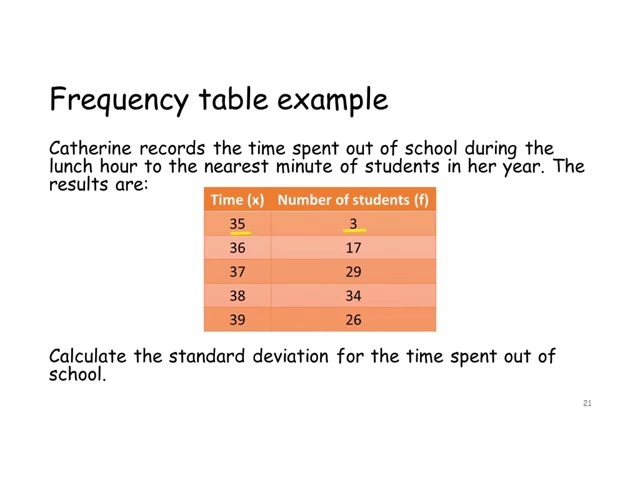 Frequency table example
Catherine records the time spent out of school during the
lunch hour to the nearest minute of students in her year. The
results are:
Time (x) Number of students (f)
35 3
36 17
37 29
38 34
39 26
Calculate the standard deviation for the time spent out of
school.
21